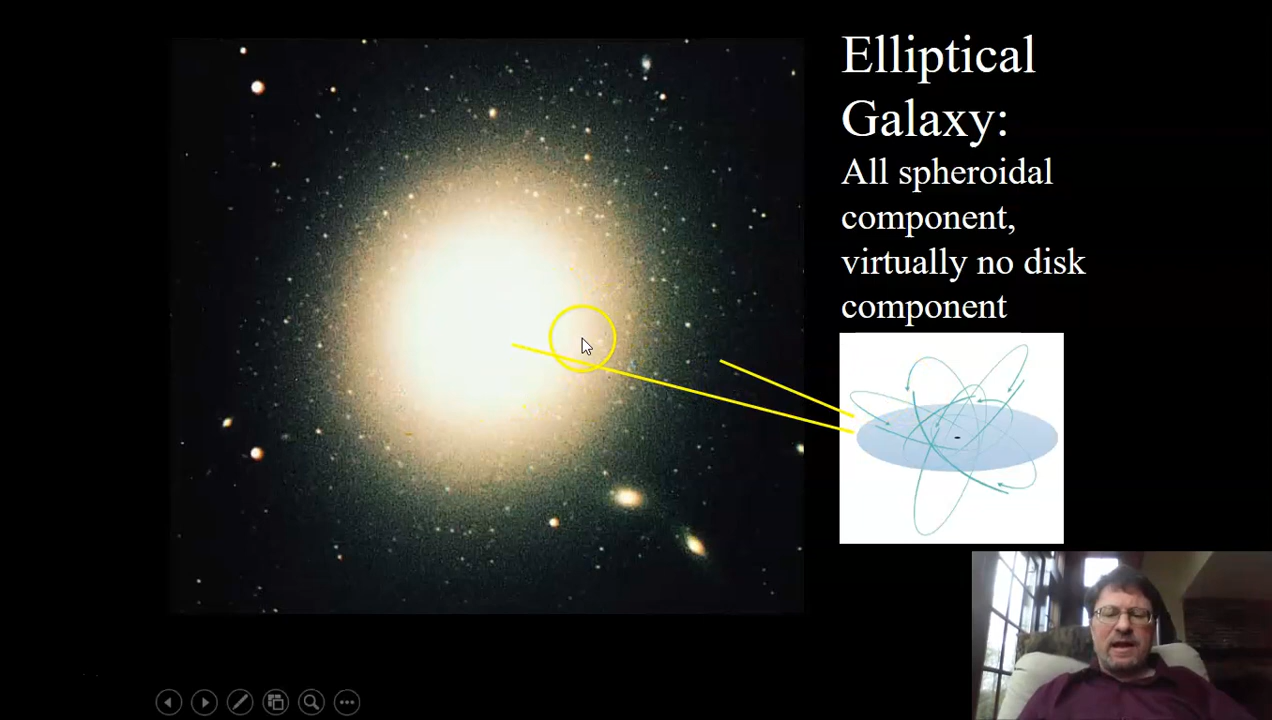 Elliptical
Galaxy:
All spheroidal
component,
virtually no disk
component